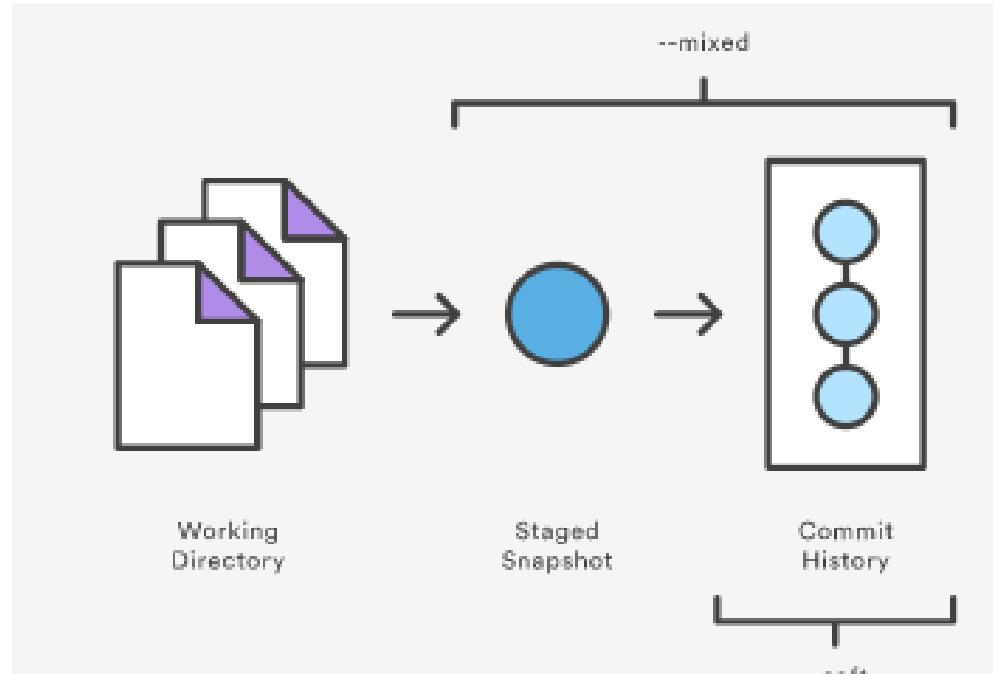 --mixed
Working
Directory
Staged
Snapshot
Commit
History